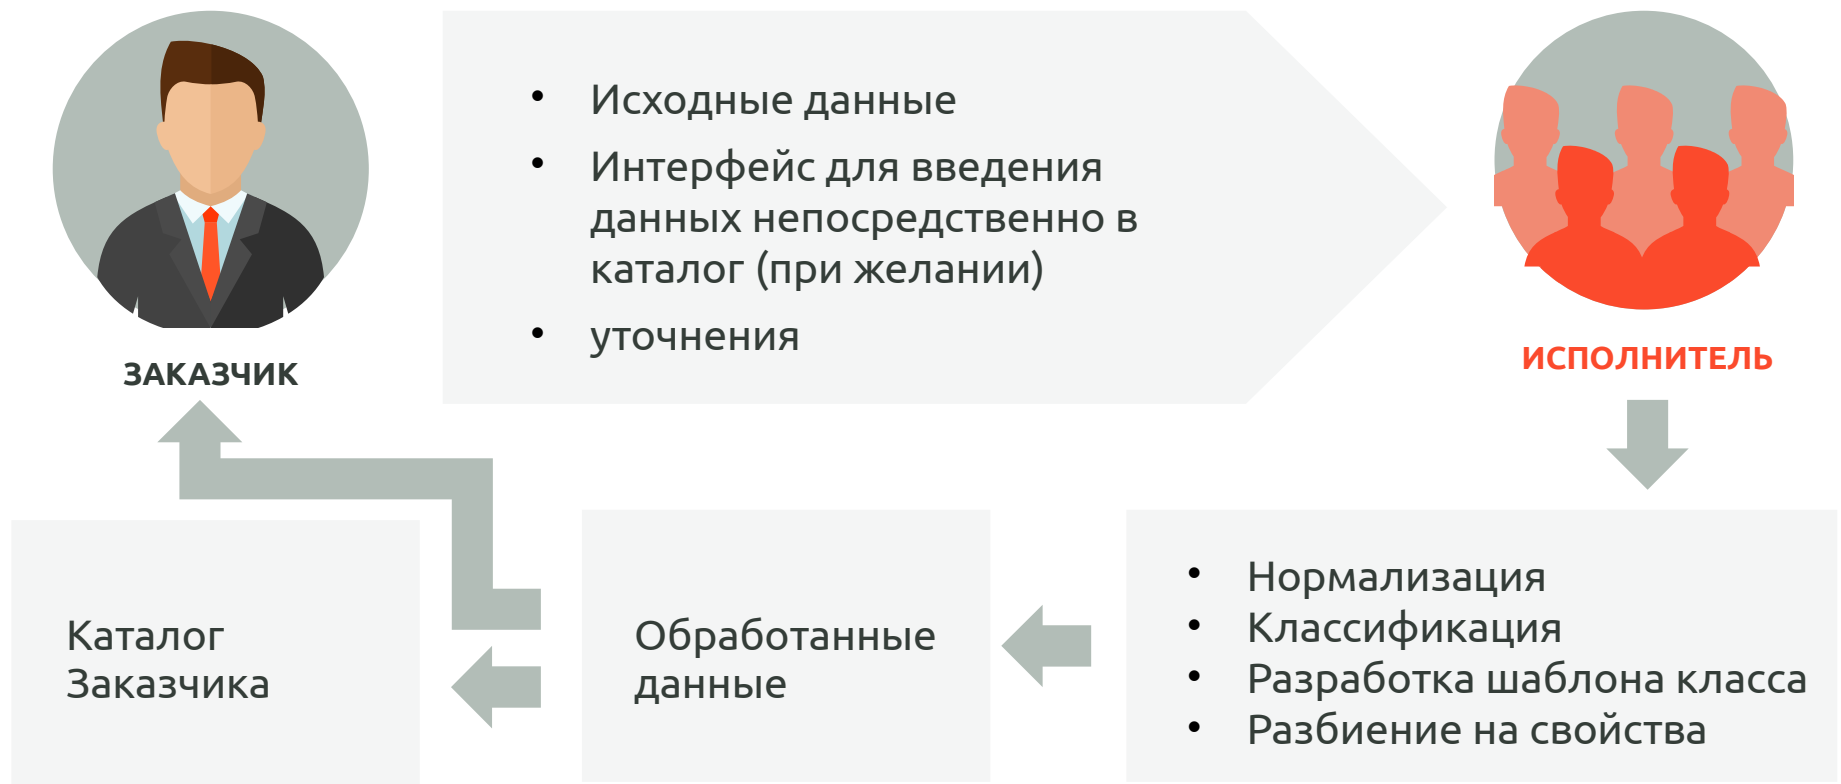 • Исходные данные
• Интерфейс для введения
данных непосредственно в
каталог (при желании)
• уточнения
ЗАКАЗЧИК
ИСПОЛНИТЕЛЬ
Каталог
Заказчика
Обработанные
данные
• Нормализация
• Классификация
• Разработка шаблона класса
• Разбиение на свойства